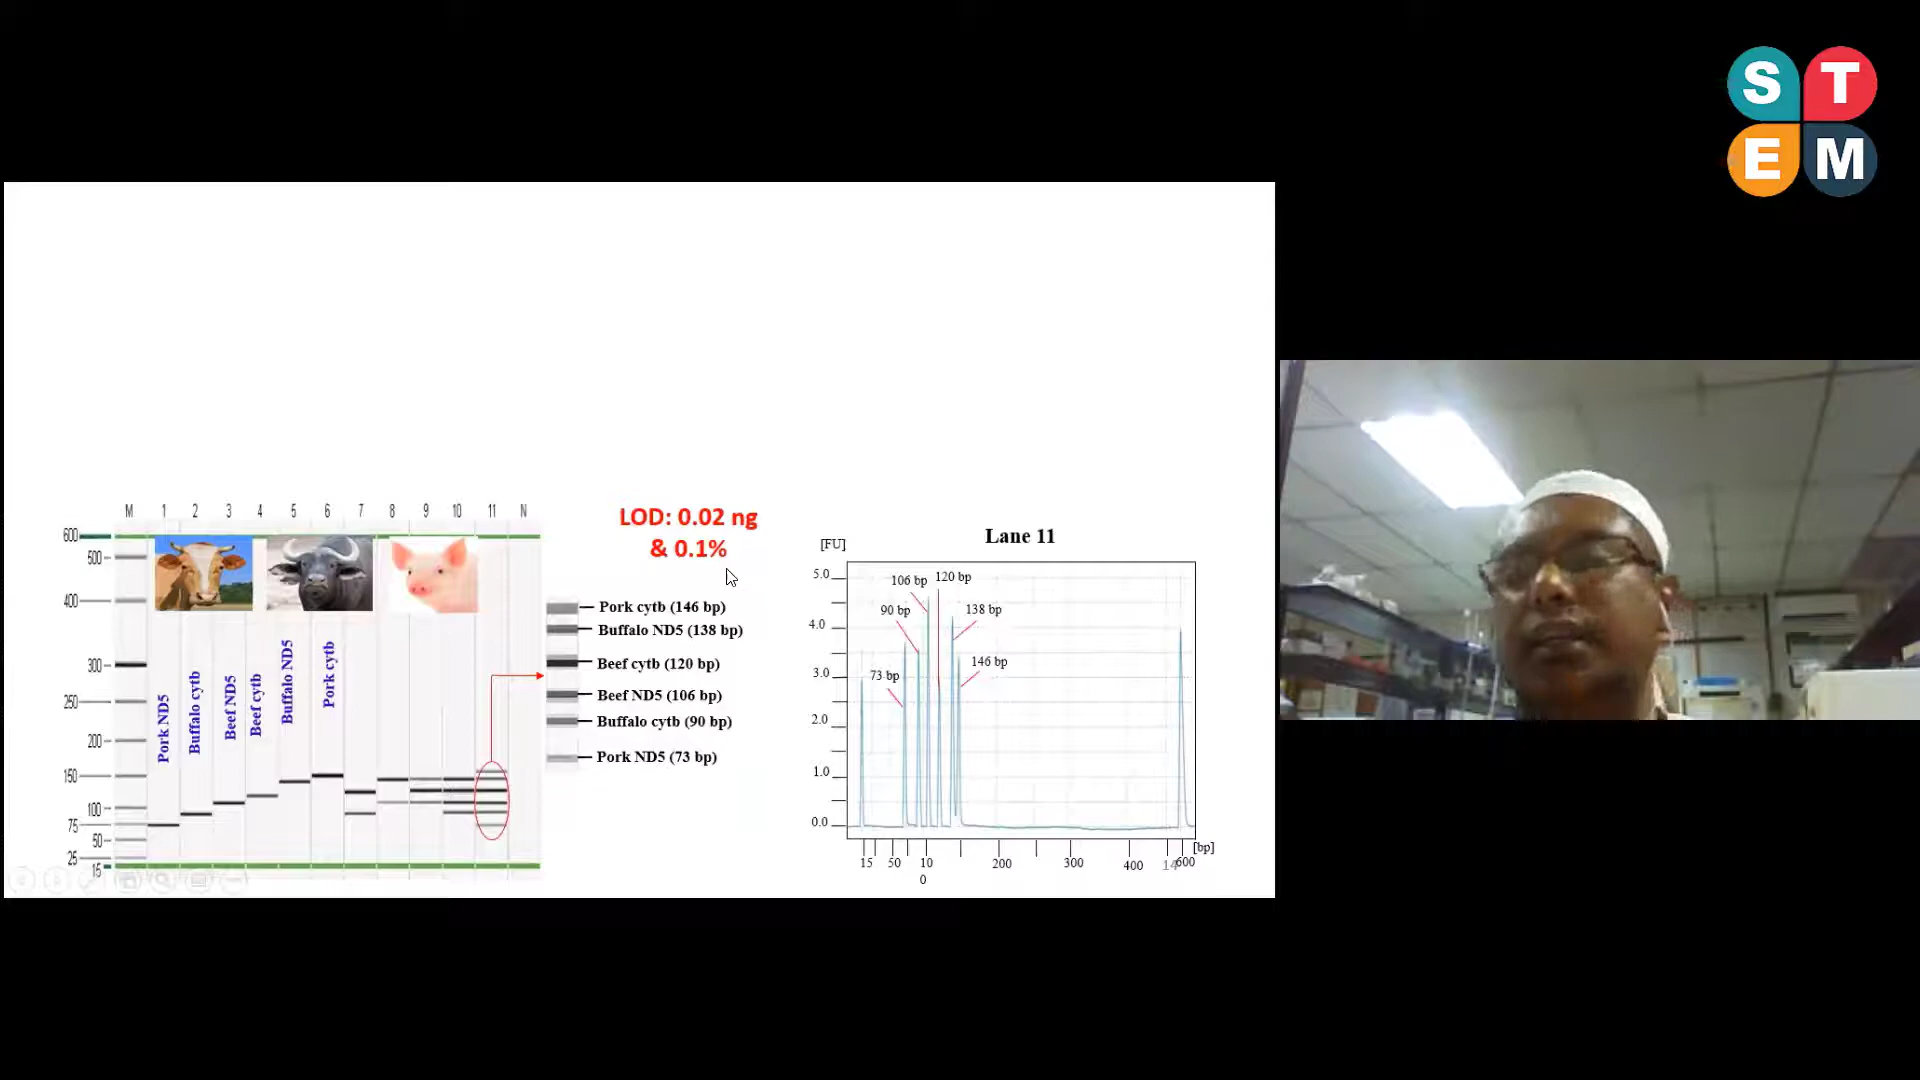 S T
E M
M 1 2 3 4 5 6 7 8 9 10 11 N
600
500
400
300
250
200
150
100
75
50
25
15
Pork ND5
Buffalo cytb
Beef ND5
Beef cytb
Buffalo ND5
Pork cytb
LOD: 0.02 ng
& 0.1%
Pork cytb (146 bp)
Buffalo ND5 (138 bp)
Beef cytb (120 bp)
Beef ND5 (106 bp)
Buffalo cytb (90 bp)
Pork ND5 (73 bp)
Lane 11
[FU]
5.0
4.0
3.0
2.0
1.0
0.0
106 bp
120 bp
90 bp
138 bp
73 bp
146 bp
[bp]
15 50 10 200 300 400 600
0
14